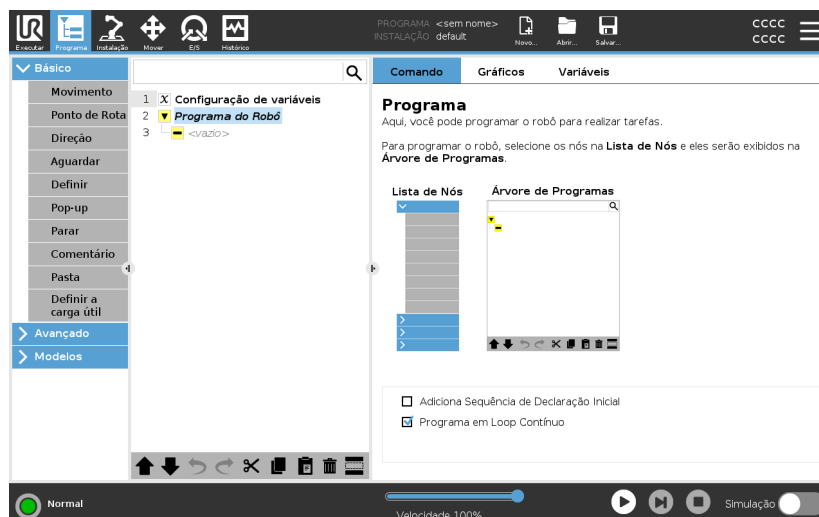 PROGRAMA <sem nome>
INSTALAÇÃO default
CCCC
CCCC
Executar
Programa
Instalação
Mover
E/S
Histórico
Novo...
Abrir...
Salvar...
Básico
Movimento
Ponto de Rota
Direção
Aguardar
Definir
Pop-up
Parar
Comentário
Pasta
Definir a
carga útil
Avançado
Modelos
1 X Configuração de variáveis
2 Programa do Robô
3 <vazio>
Comando Gráficos Variáveis
Programa
Aqui, você pode programar o robô para realizar tarefas.
Para programar o robô, selecione os nós na Lista de Nós e eles serão exibidos na
Árvore de Programas.
Lista de Nós Árvore de Programas
Adiciona Sequência de Declaração Inicial
Programa em Loop Contínuo
Normal
Velocidade 100%
Simulação